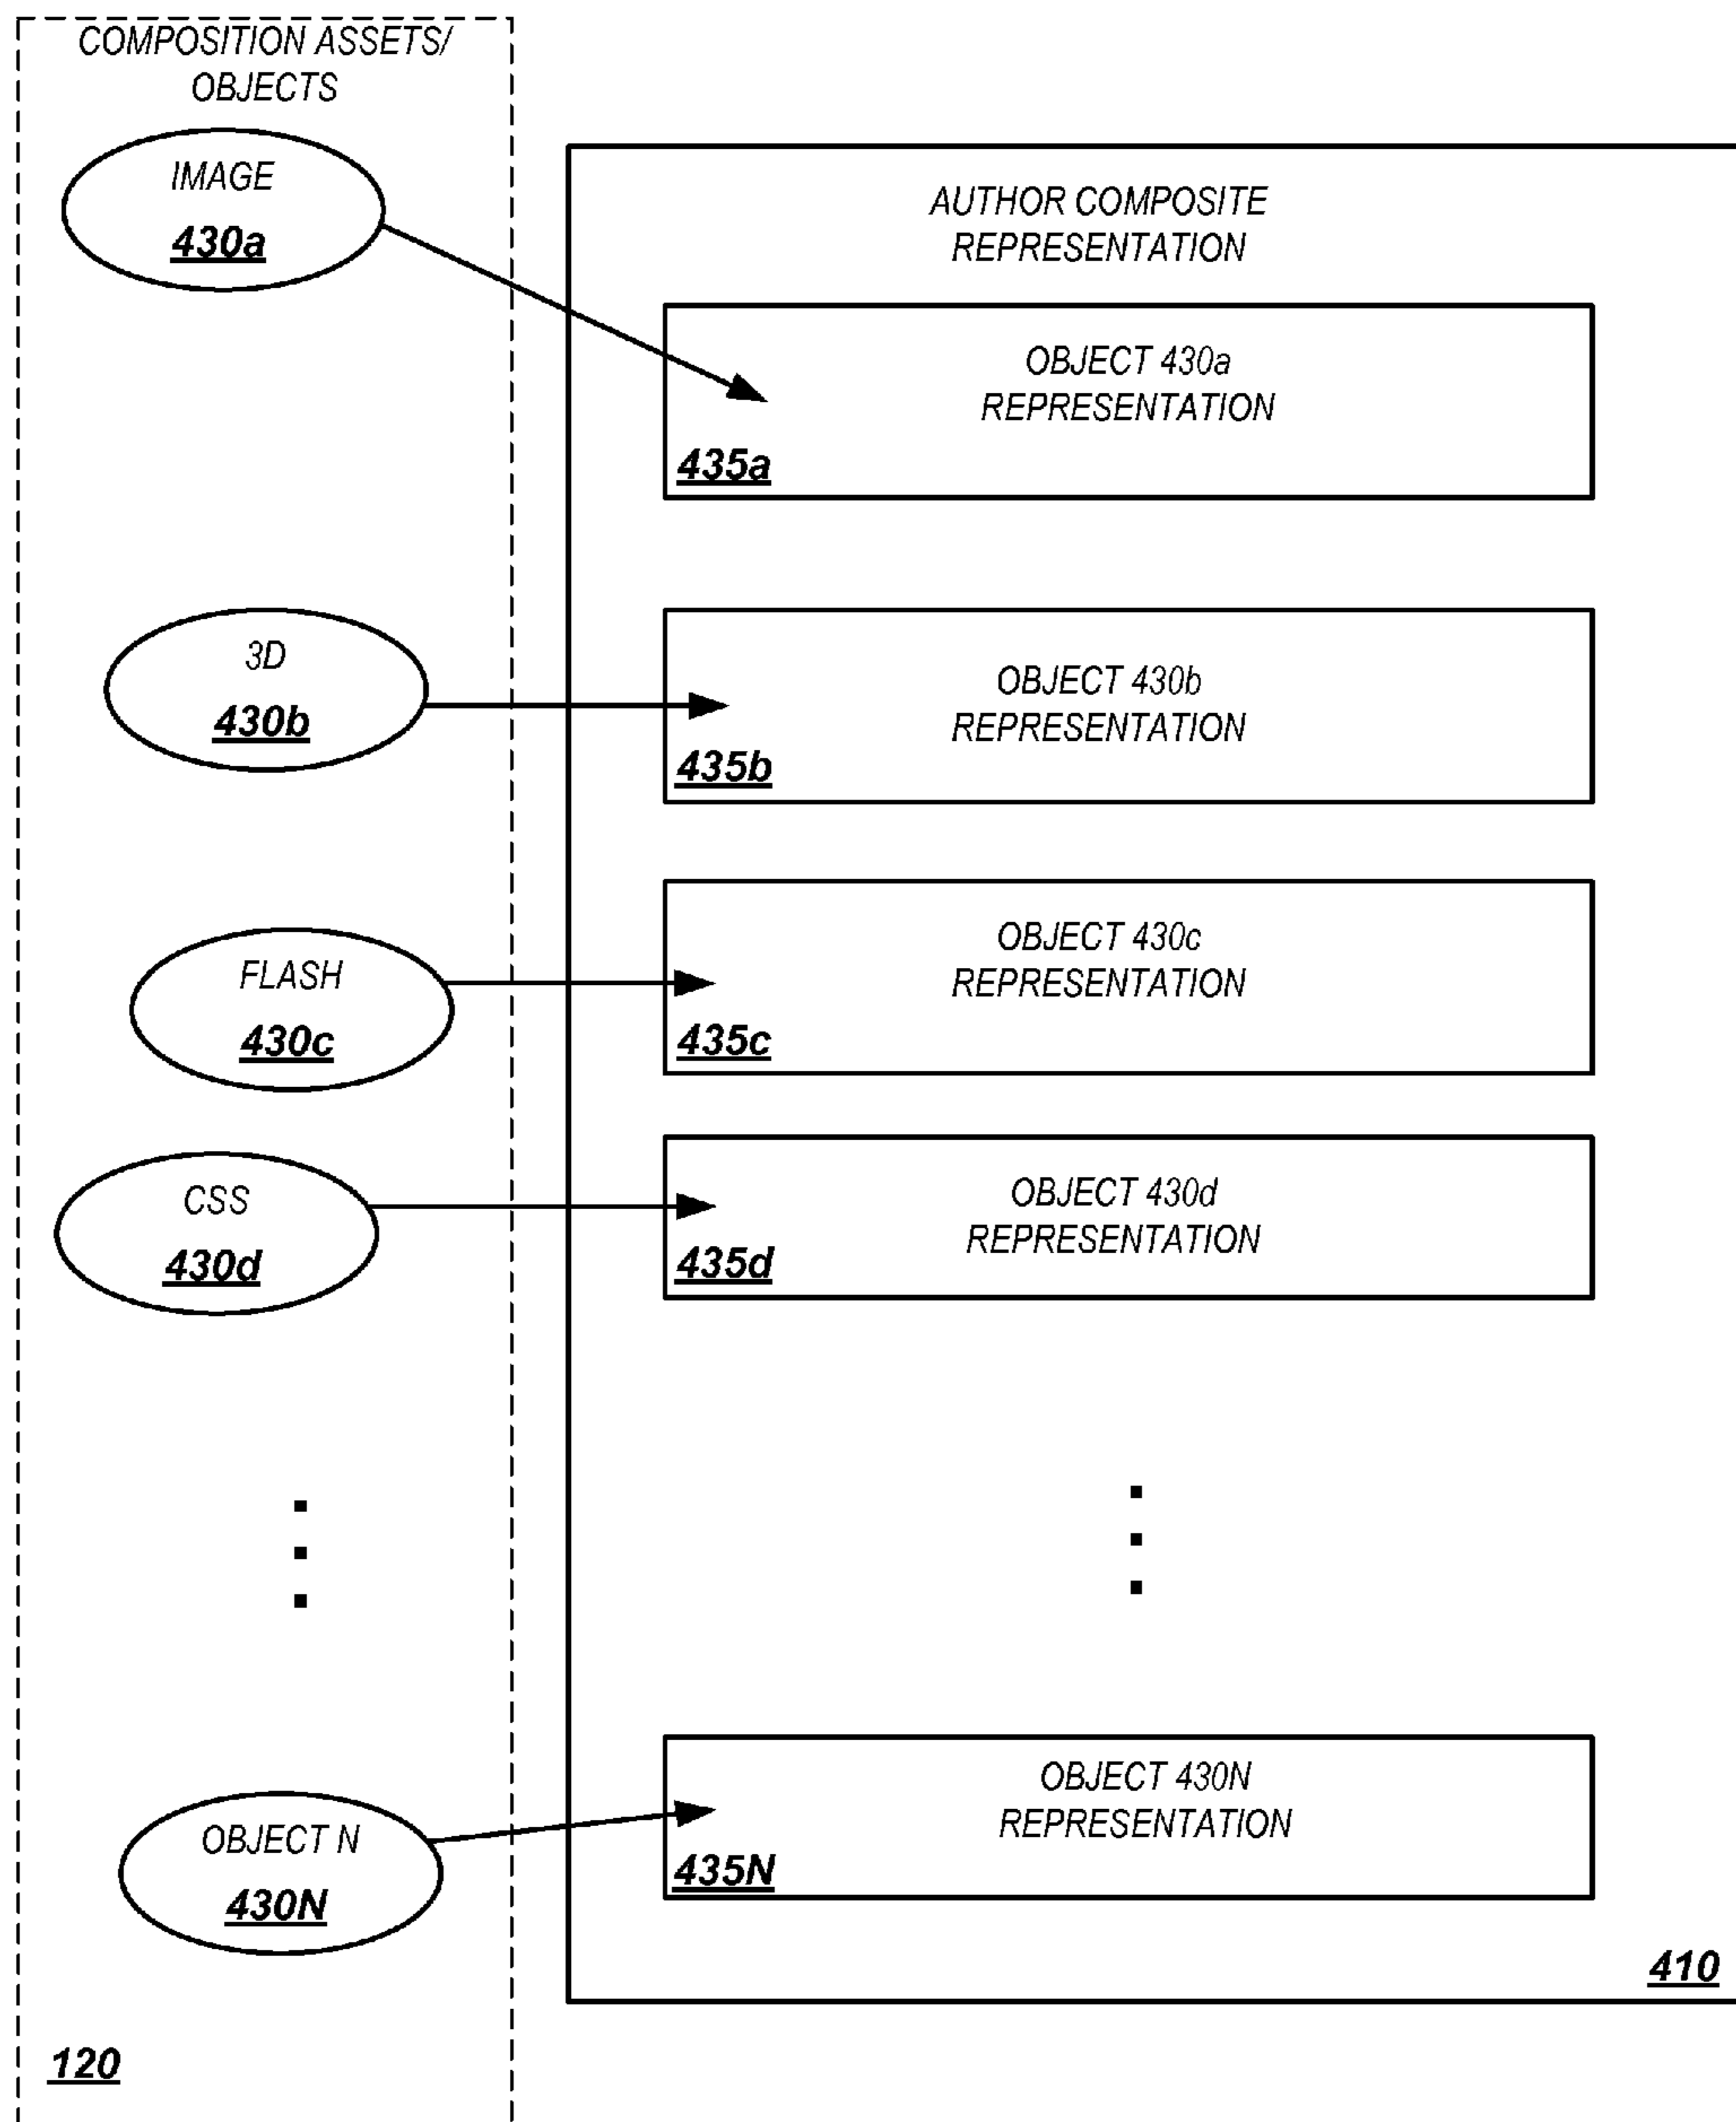 COMPOSITION ASSETS/
OBJECTS
IMAGE
430a
AUTHOR COMPOSITE
REPRESENTATION
OBJECT 430a
REPRESENTATION
435a
3D
430b
OBJECT 430b
REPRESENTATION
435b
FLASH
430c
OBJECT 430c
REPRESENTATION
435c
CSS
430d
OBJECT 430d
REPRESENTATION
435d
OBJECT N
430N
OBJECT 430N
REPRESENTATION
435N
410
120